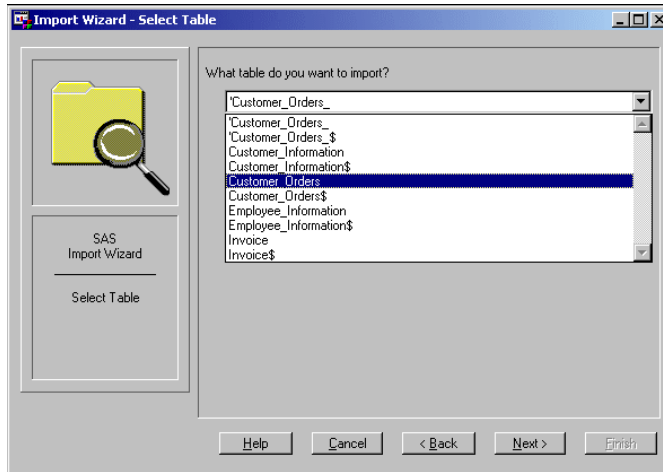 Import Wizard - Select Table
What table do you want to import?
'Customer_Orders_
'Customer_Orders_
'Customer_Orders_$
Customer_Information
Customer_Information$
Customer_Orders
Customer_Orders$
Employee_Information
Employee_Information$
Invoice
Invoice$
SAS
Import Wizard
Select Table
Help
Cancel
< Back
Next >
Finish